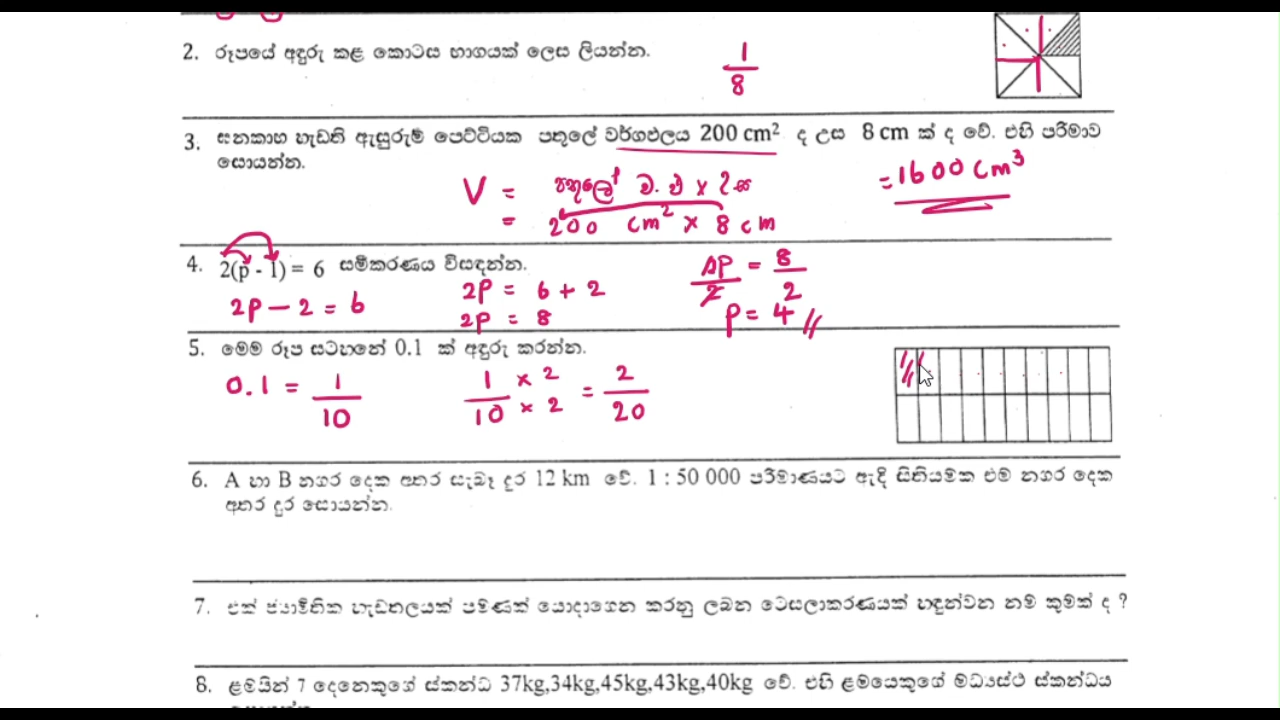 2. රූපයේ අඳුරු කළ කොටස භාගයක් ලෙස ලියන්න.
1
8
3. ඝනකාභ හැඩති ඇසුරුම් පෙට්ටියක පතුලේ වර්ගඵලය 200 cm² ද උස 8 cm ක් ද වේ. එහි පරිමාව
සොයන්න.
V = පතුලේ ව. ඵ x උස
= 200 cm² x 8 cm
= 1600 cm³
4. 2(p - 1) = 6 සමීකරණය විසඳන්න.
2P - 2 = 6
2P = 6 + 2
2P = 8
2P/2 = 8/2
P = 4
5. මෙම රූප සටහනේ 0.1 ක් අඳුරු කරන්න.
0.1 = 1/10
1 x 2 / 10 x 2 = 2/20
6. A හා B නගර දෙක අතර සැබෑ දුර 12 km වේ. 1 : 50 000 පරිමාණයට ඇදි සිතියමක එම නගර දෙක
අතර දුර සොයන්න.
7. එක් ජ්‍යාමිතික හැඩතලයක් පමණක් යොදාගෙන කරනු ලබන ටෙසලාකරණයක් හඳුන්වන නම කුමක් ද ?
8. ළමයින් 7 දෙනෙකුගේ ස්කන්ධ 37kg,34kg,45kg,43kg,40kg වේ. එහි ළමයෙකුගේ මධ්‍යස්ථ ස්කන්ධය